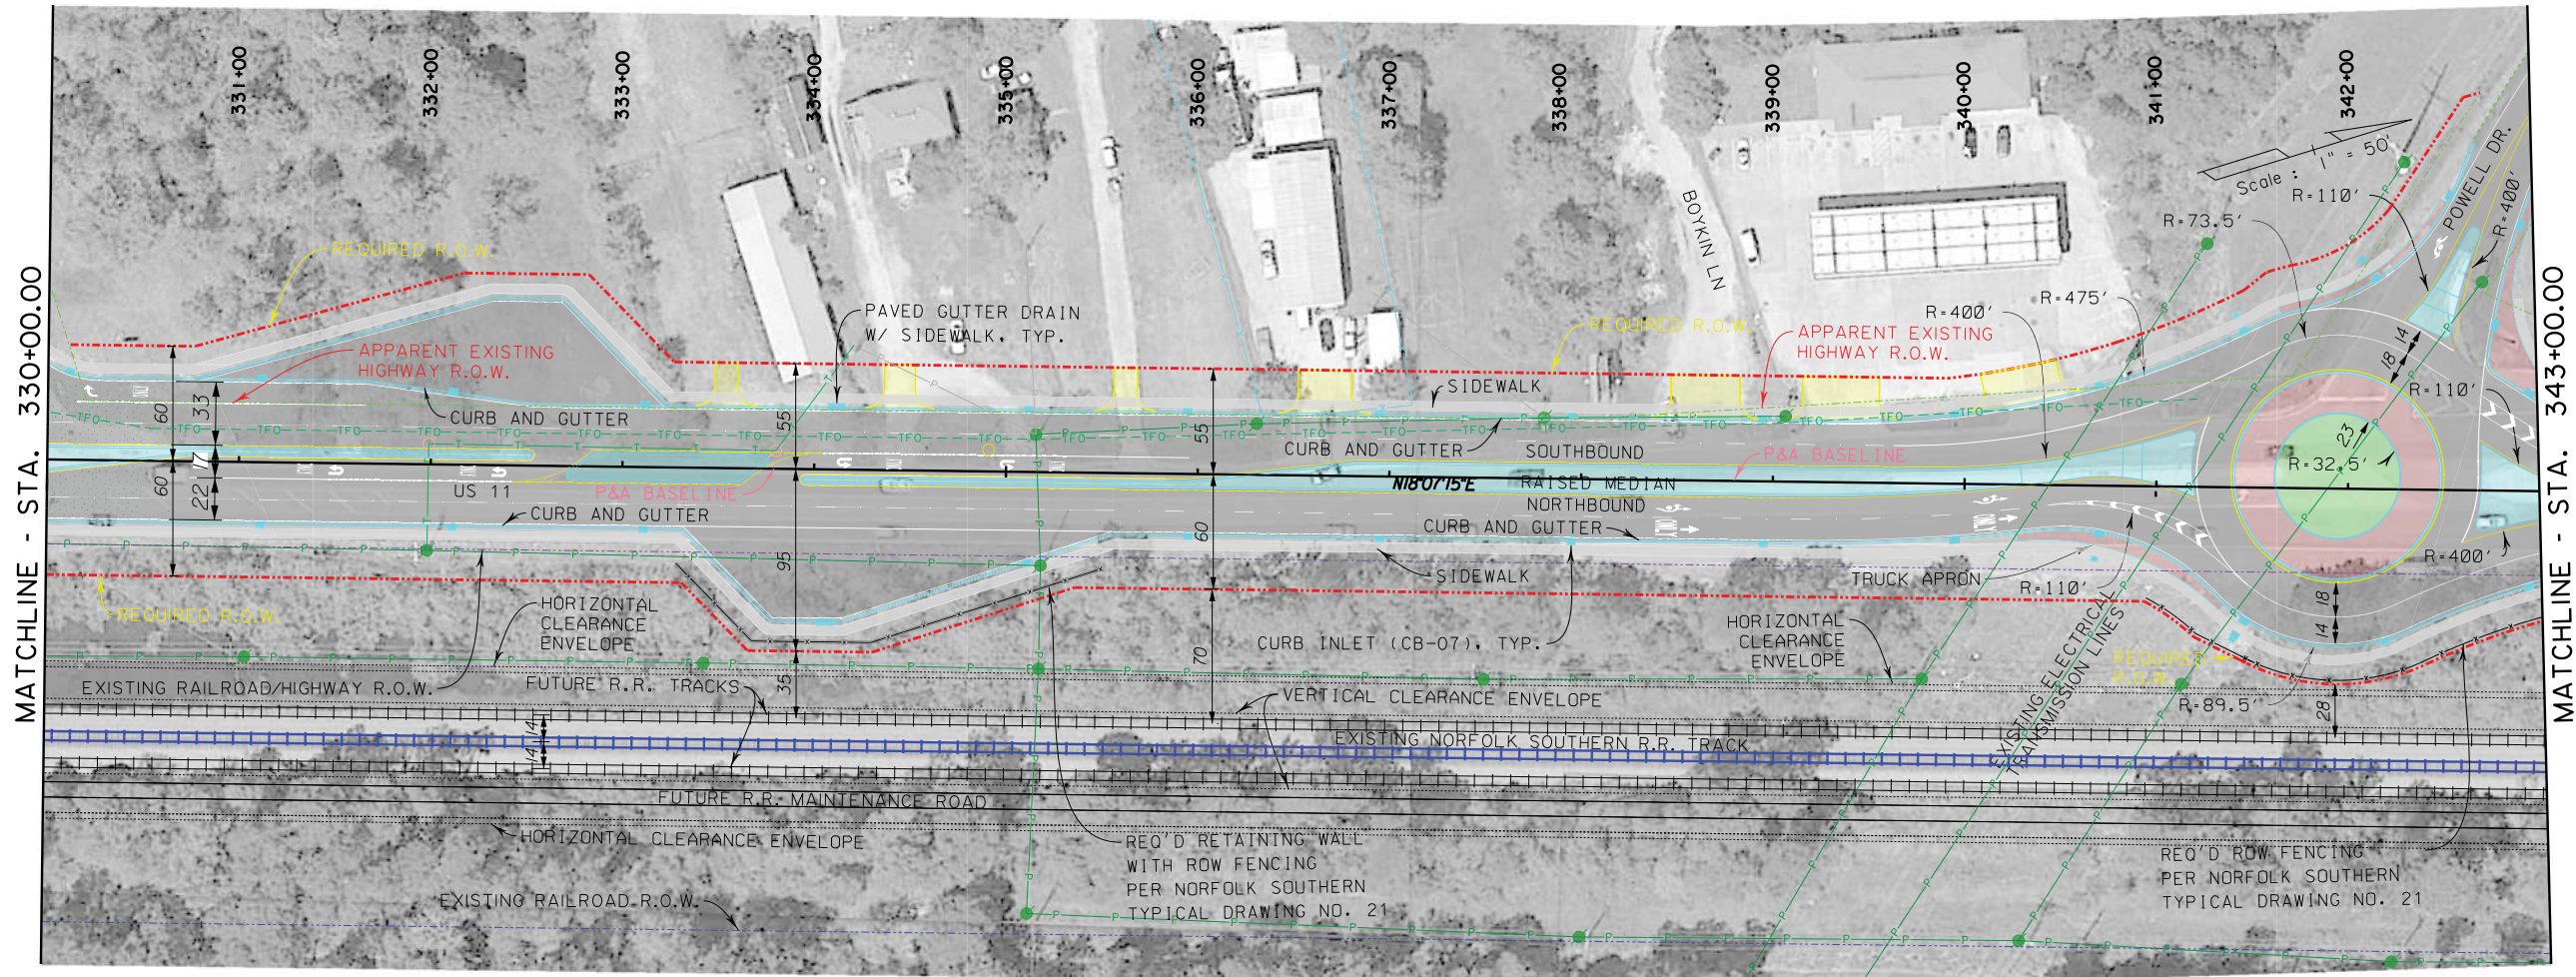 MATCHLINE - STA. 330+00.00
331+00
332+00
333+00
334+00
335+00
336+00
337+00
338+00
339+00
340+00
341+00
342+00
MATCHLINE - STA. 343+00.00
Scale : 1" = 50'
POWELL DR.
BOYKIN LN
R=110'
R=400'
R=73.5'
REQUIRED R.O.W.
APPARENT EXISTING
HIGHWAY R.O.W.
PAVED GUTTER DRAIN
W/ SIDEWALK, TYP.
REQUIRED R.O.W.
APPARENT EXISTING
HIGHWAY R.O.W.
R=400'
R=475'
14
18
R=110'
60
33
17
60
22
CURB AND GUTTER
TFO
55
55
SIDEWALK
CURB AND GUTTER
SOUTHBOUND
P&A BASELINE
23
R=32.5'
US 11
P&A BASELINE
N18°07'15"E
RAISED MEDIAN
NORTHBOUND
CURB AND GUTTER
CURB AND GUTTER
ONLY
ONLY
95
60
SIDEWALK
TRUCK APRON
R=110'
R=400'
18
14
REQUIRED R.O.W.
HORIZONTAL
CLEARANCE
ENVELOPE
CURB INLET (CB-07), TYP.
HORIZONTAL
CLEARANCE
ENVELOPE
EXISTING ELECTRICAL
TRANSMISSION LINES
REQUIRED
R.O.W.
R=89.5'
28
70
35
EXISTING RAILROAD/HIGHWAY R.O.W.
FUTURE R.R. TRACKS
VERTICAL CLEARANCE ENVELOPE
14
14
EXISTING NORFOLK SOUTHERN R.R. TRACK
FUTURE R.R. MAINTENANCE ROAD
HORIZONTAL CLEARANCE ENVELOPE
REQ'D RETAINING WALL
WITH ROW FENCING
PER NORFOLK SOUTHERN
TYPICAL DRAWING NO. 21
REQ'D ROW FENCING
PER NORFOLK SOUTHERN
TYPICAL DRAWING NO. 21
EXISTING RAILROAD R.O.W.